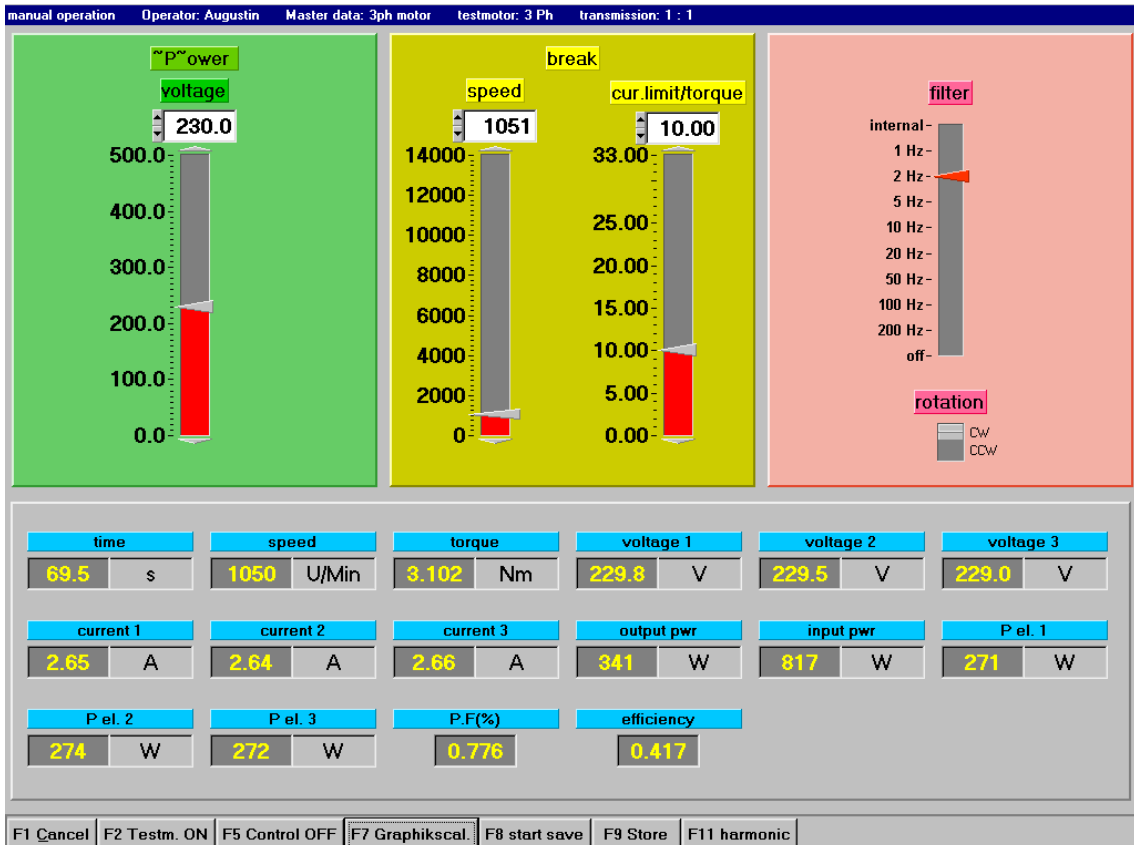 manual operation Operator: Augustin Master data: 3ph motor testmotor: 3 Ph transmission: 1 : 1
~P~ower
voltage
230.0
500.0
400.0
300.0
200.0
100.0
0.0
break
speed
1051
14000
12000
10000
8000
6000
4000
2000
0
cur.limit/torque
10.00
33.00
25.00
20.00
15.00
10.00
5.00
0.00
filter
internal
1 Hz
2 Hz
5 Hz
10 Hz
20 Hz
50 Hz
100 Hz
200 Hz
off
rotation
CW
CCW
time speed torque voltage 1 voltage 2 voltage 3
69.5 s 1050 U/Min 3.102 Nm 229.8 V 229.5 V 229.0 V
current 1 current 2 current 3 output pwr input pwr P el. 1
2.65 A 2.64 A 2.66 A 341 W 817 W 271 W
P el. 2 P el. 3 P.F(%) efficiency
274 W 272 W 0.776 0.417
F1 Cancel F2 Testm. ON F5 Control OFF F7 Graphikscal. F8 start save F9 Store F11 harmonic